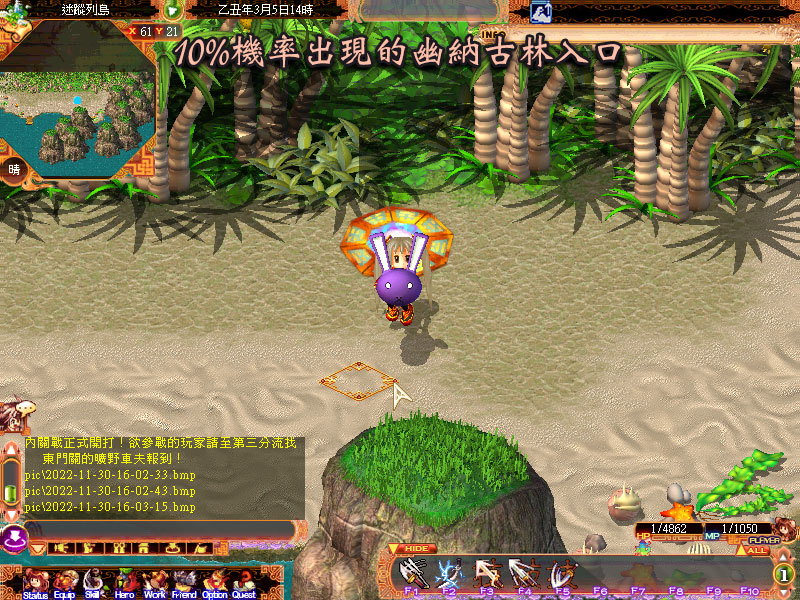 迷蹤列島
乙丑年3月5日14時
X 61 Y 21
INFO
10%機率出現的幽納古林入口
晴
內關戰正式開打！欲參戰的玩家請至第三分流找
東門關的曠野車夫報到！
pic\2022-11-30-16-02-33.bmp
pic\2022-11-30-16-02-43.bmp
pic\2022-11-30-16-03-15.bmp
1/4862
1/1050
HP
MP
PLAYER
HIDE
ALL
1
F1 F2 F3 F4 F5 F6 F7 F8 F9 F10
Status Equip Skill Hero Work Friend Option Quest